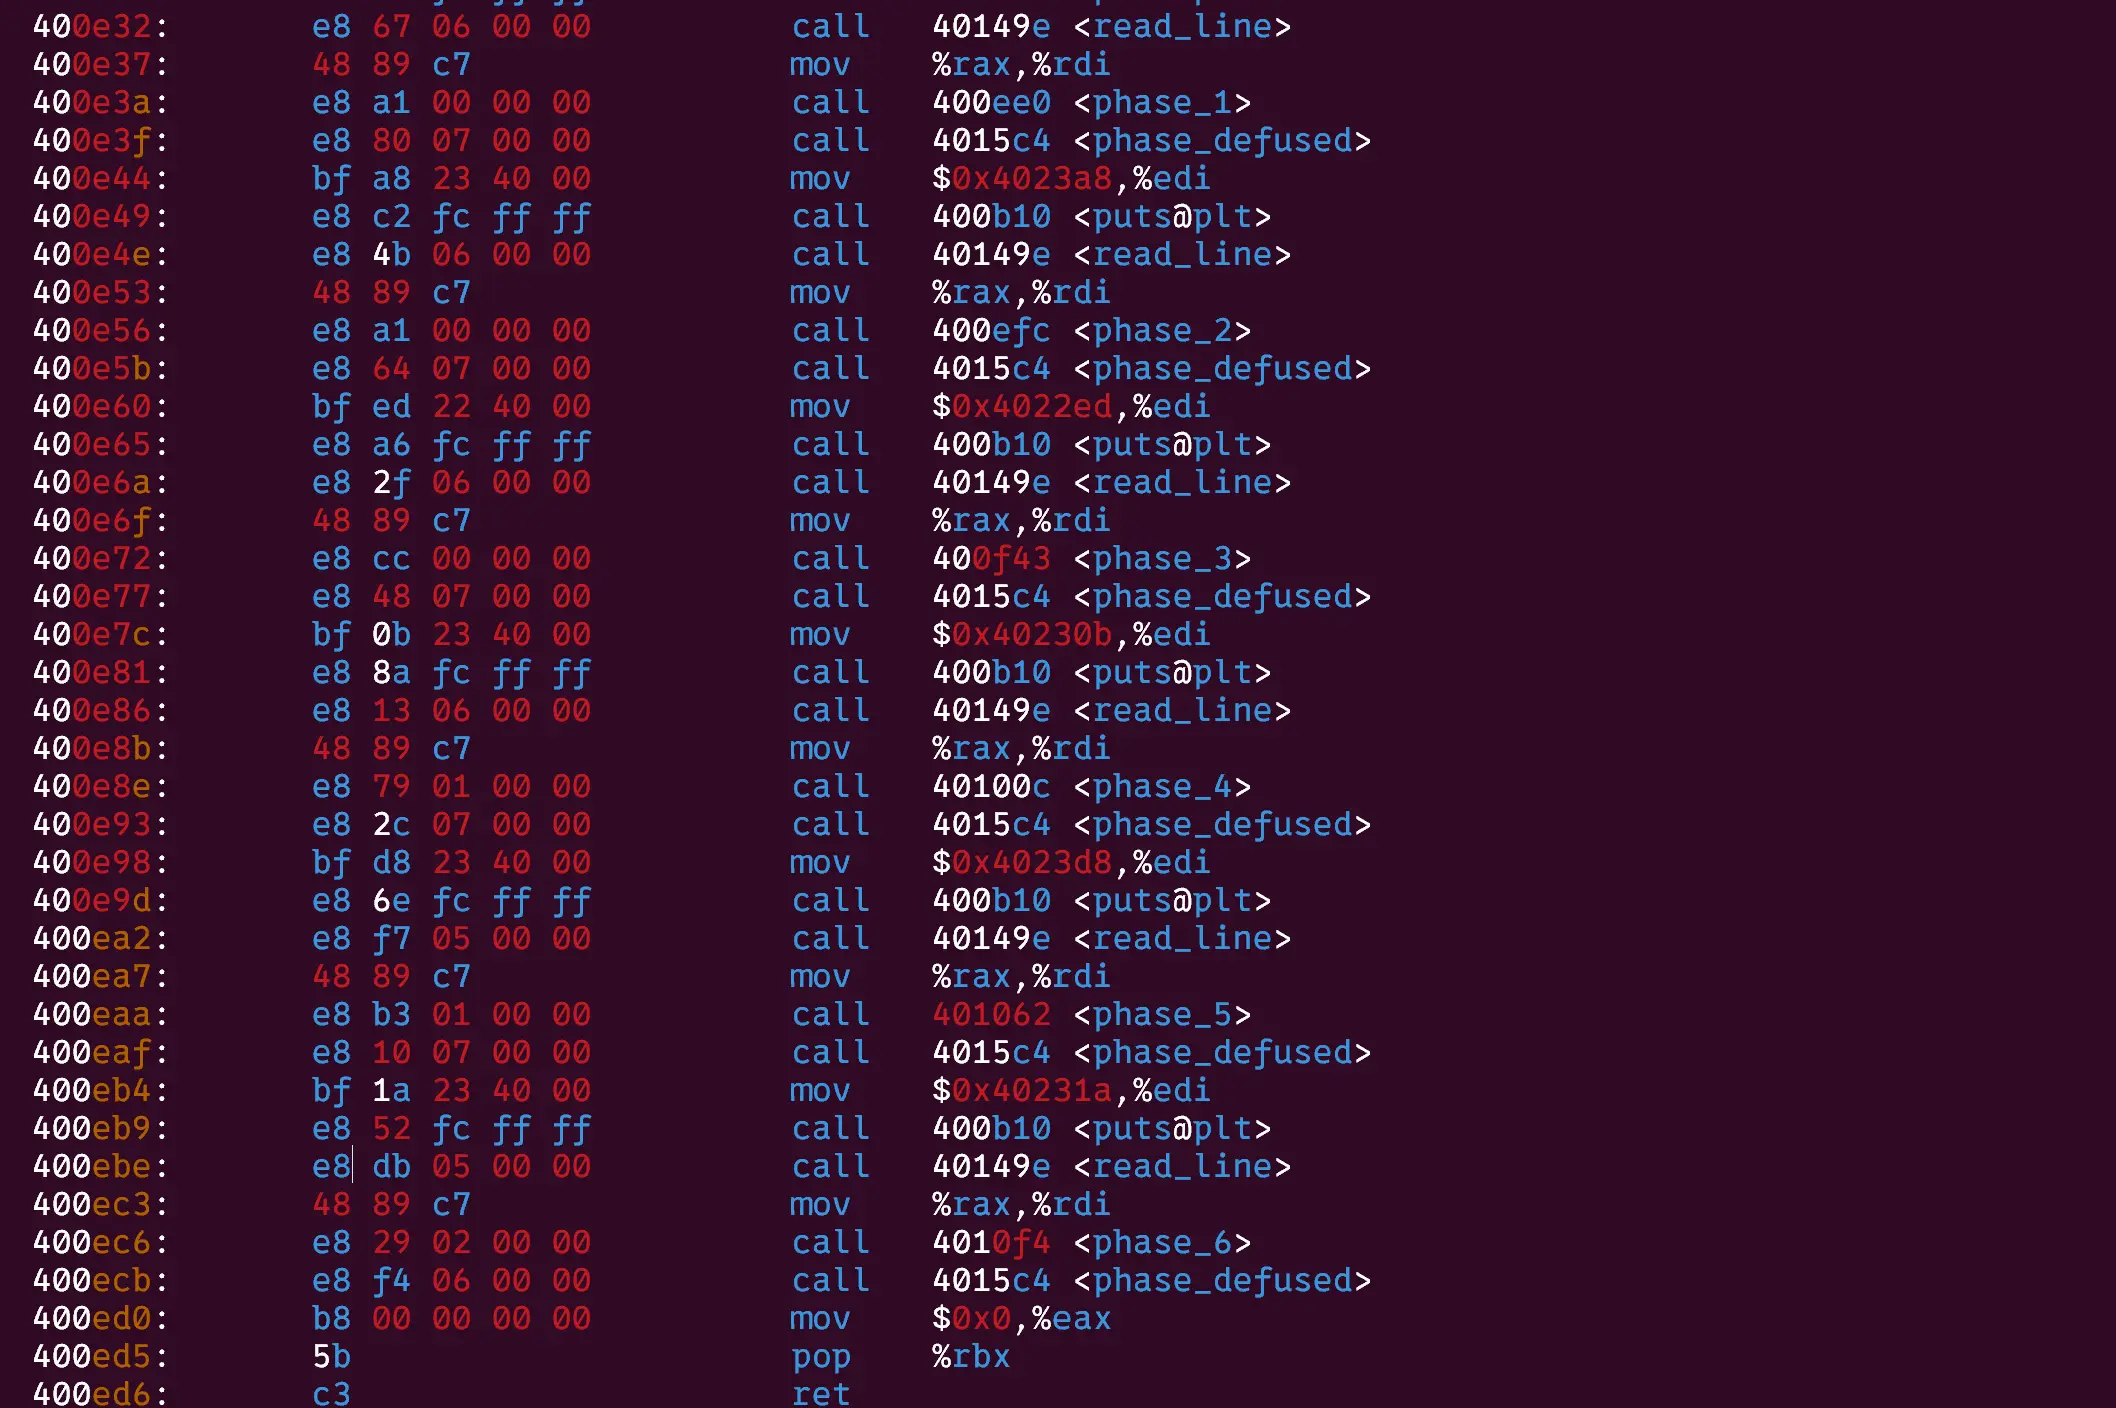 400e32: e8 67 06 00 00 call 40149e <read_line>
400e37: 48 89 c7 mov %rax,%rdi
400e3a: e8 a1 00 00 00 call 400ee0 <phase_1>
400e3f: e8 80 07 00 00 call 4015c4 <phase_defused>
400e44: bf a8 23 40 00 mov $0x4023a8,%edi
400e49: e8 c2 fc ff ff call 400b10 <puts@plt>
400e4e: e8 4b 06 00 00 call 40149e <read_line>
400e53: 48 89 c7 mov %rax,%rdi
400e56: e8 a1 00 00 00 call 400efc <phase_2>
400e5b: e8 64 07 00 00 call 4015c4 <phase_defused>
400e60: bf ed 22 40 00 mov $0x4022ed,%edi
400e65: e8 a6 fc ff ff call 400b10 <puts@plt>
400e6a: e8 2f 06 00 00 call 40149e <read_line>
400e6f: 48 89 c7 mov %rax,%rdi
400e72: e8 cc 00 00 00 call 400f43 <phase_3>
400e77: e8 48 07 00 00 call 4015c4 <phase_defused>
400e7c: bf 0b 23 40 00 mov $0x40230b,%edi
400e81: e8 8a fc ff ff call 400b10 <puts@plt>
400e86: e8 13 06 00 00 call 40149e <read_line>
400e8b: 48 89 c7 mov %rax,%rdi
400e8e: e8 79 01 00 00 call 40100c <phase_4>
400e93: e8 2c 07 00 00 call 4015c4 <phase_defused>
400e98: bf d8 23 40 00 mov $0x4023d8,%edi
400e9d: e8 6e fc ff ff call 400b10 <puts@plt>
400ea2: e8 f7 05 00 00 call 40149e <read_line>
400ea7: 48 89 c7 mov %rax,%rdi
400eaa: e8 b3 01 00 00 call 401062 <phase_5>
400eaf: e8 10 07 00 00 call 4015c4 <phase_defused>
400eb4: bf 1a 23 40 00 mov $0x40231a,%edi
400eb9: e8 52 fc ff ff call 400b10 <puts@plt>
400ebe: e8 db 05 00 00 call 40149e <read_line>
400ec3: 48 89 c7 mov %rax,%rdi
400ec6: e8 29 02 00 00 call 4010f4 <phase_6>
400ecb: e8 f4 06 00 00 call 4015c4 <phase_defused>
400ed0: b8 00 00 00 00 mov $0x0,%eax
400ed5: 5b pop %rbx
400ed6: c3 ret